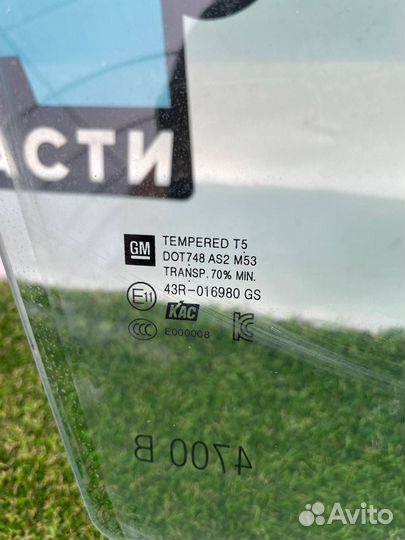 АСТИ
GM
TEMPERED T5
DOT748 AS2 M53
TRANSP. 70% MIN.
E11 43R-016980 GS
KAC
CCC E000008 KC
4700 B
Avito